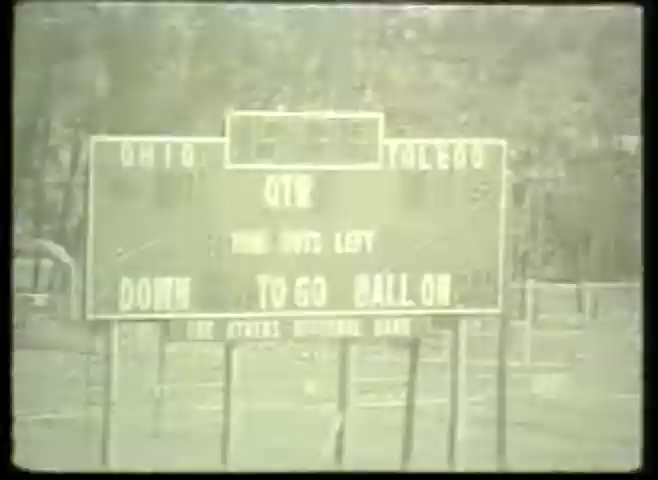 OHIO TOLEDO
QTR
TIME OUTS LEFT
DOWN TO GO BALL ON
THE ATHENS NATIONAL BANK